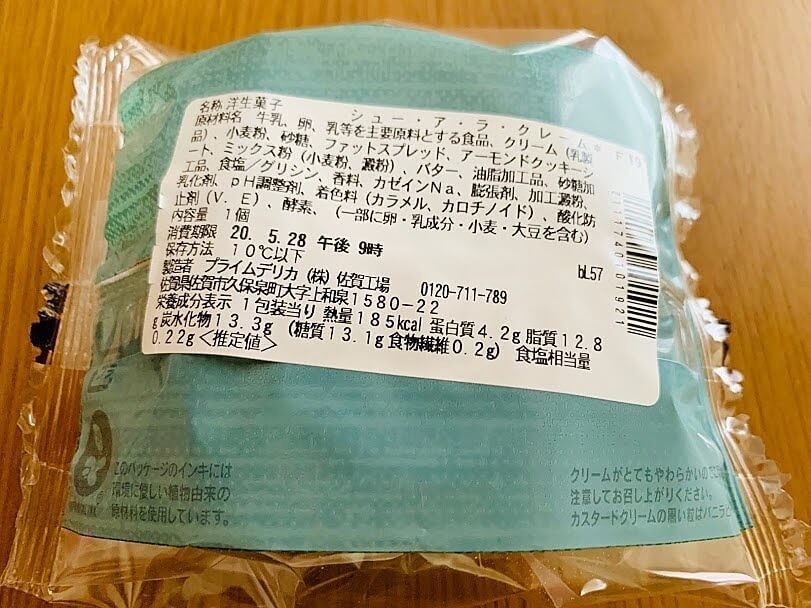 名称 洋生菓子 シュー・ア・ラ・クレーム*
原材料名 牛乳、卵、乳等を主要原料とする食品、クリーム(乳製
品)、小麦粉、砂糖、ファットスプレッド、アーモンドクッキーシ
ート、ミックス粉(小麦粉、澱粉)、バター、油脂加工品、砂糖加
工品、食塩/グリシン、香料、カゼインNa、膨張剤、加工澱粉、
乳化剤、pH調整剤、着色料(カラメル、カロチノイド)、酸化防
止剤(V.E)、酵素、(一部に卵・乳成分・小麦・大豆を含む)
内容量 1個
消費期限 20. 5.28 午後 9時
保存方法 10℃以下
bL57
製造者 プライムデリカ(株)佐賀工場 0120-711-789
佐賀県佐賀市久保泉町大字上和泉1580-22
栄養成分表示 1包装当り 熱量185kcal 蛋白質4.2g 脂質12.8
g 炭水化物13.3g (糖質13.1g 食物繊維0.2g) 食塩相当量
0.22g<推定値>
このパッケージのインキには
環境に優しい植物由来の
原材料を使用しています。
クリームがとてもやわらかいので
注意してお召し上がりください。
カスタードクリームの黒い粒はバニラ